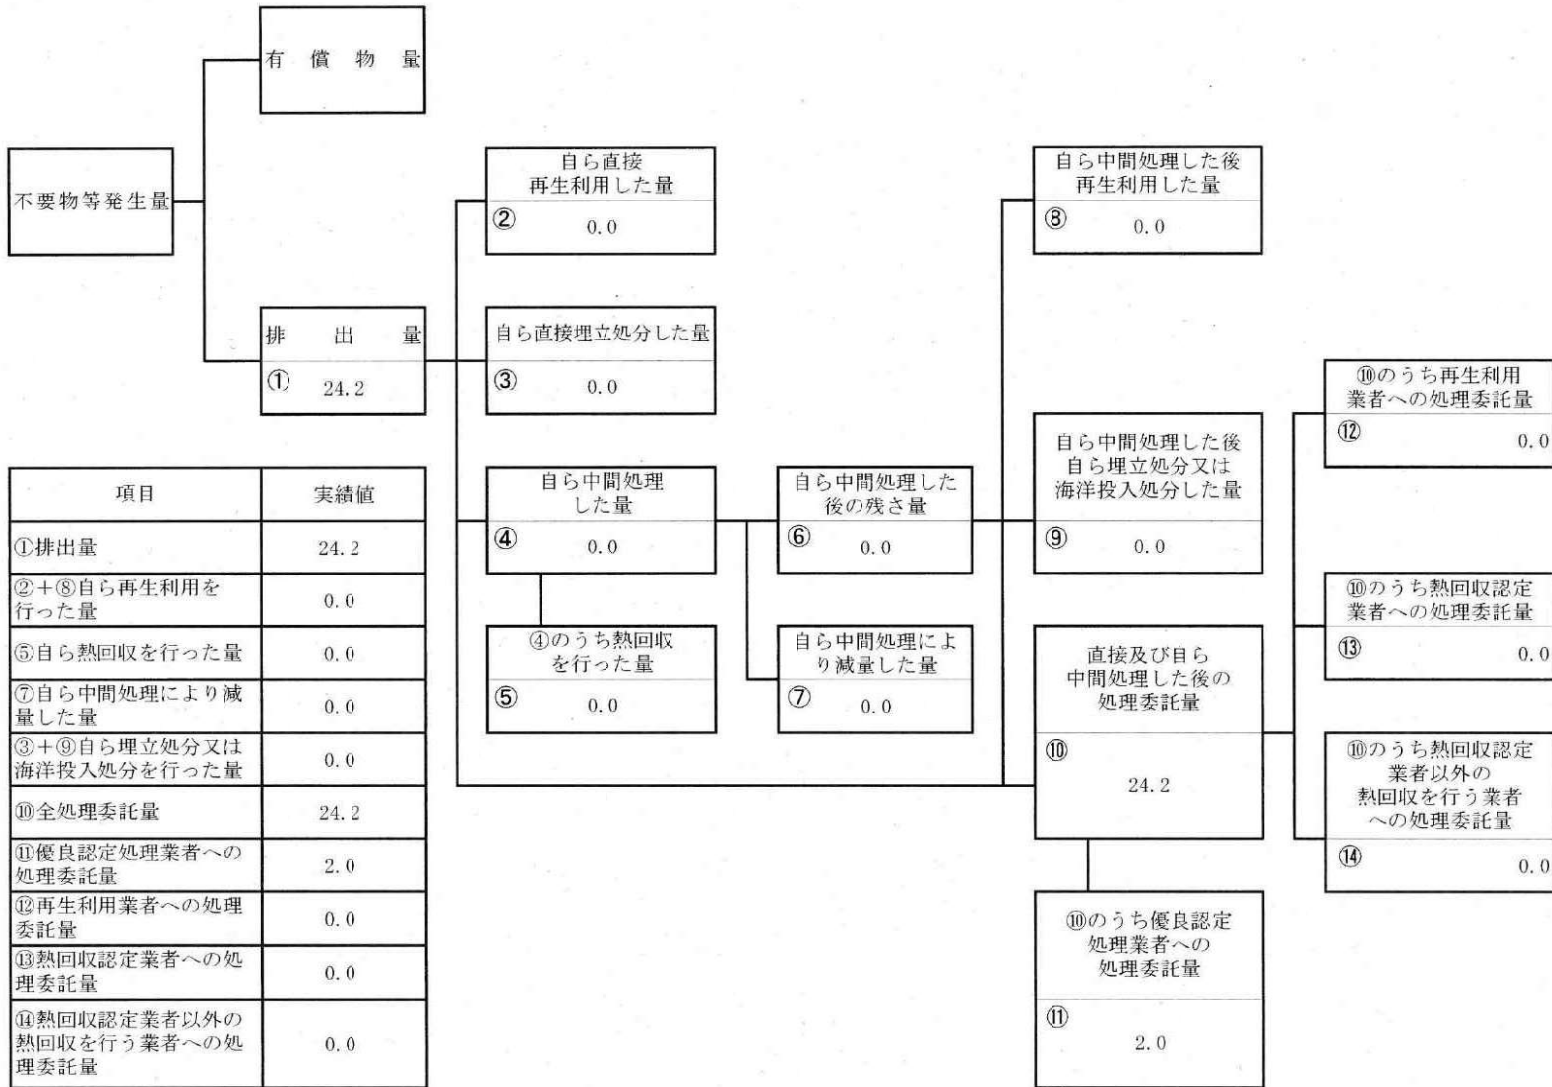 有償物量
不要物等発生量
排出量
① 24.2
自ら直接
再生利用した量
② 0.0
自ら直接埋立処分した量
③ 0.0
自ら中間処理
した量
④ 0.0
④のうち熱回収
を行った量
⑤ 0.0
自ら中間処理した
後の残さ量
⑥ 0.0
自ら中間処理によ
り減量した量
⑦ 0.0
自ら中間処理した後
再生利用した量
⑧ 0.0
自ら中間処理した後
自ら埋立処分又は
海洋投入処分した量
⑨ 0.0
直接及び自ら
中間処理した後の
処理委託量
⑩
24.2
⑩のうち優良認定
処理業者への
処理委託量
⑪
2.0
⑩のうち再生利用
業者への処理委託量
⑫ 0.0
⑩のうち熱回収認定
業者への処理委託量
⑬ 0.0
⑩のうち熱回収認定
業者以外の
熱回収を行う業者
への処理委託量
⑭ 0.0
項目 実績値
①排出量 24.2
②+⑧自ら再生利用を
行った量 0.0
⑤自ら熱回収を行った量 0.0
⑦自ら中間処理により減
量した量 0.0
③+⑨自ら埋立処分又は
海洋投入処分を行った量 0.0
⑩全処理委託量 24.2
⑪優良認定処理業者への
処理委託量 2.0
⑫再生利用業者への処理
委託量 0.0
⑬熱回収認定業者への処
理委託量 0.0
⑭熱回収認定業者以外の
熱回収を行う業者への処
理委託量 0.0